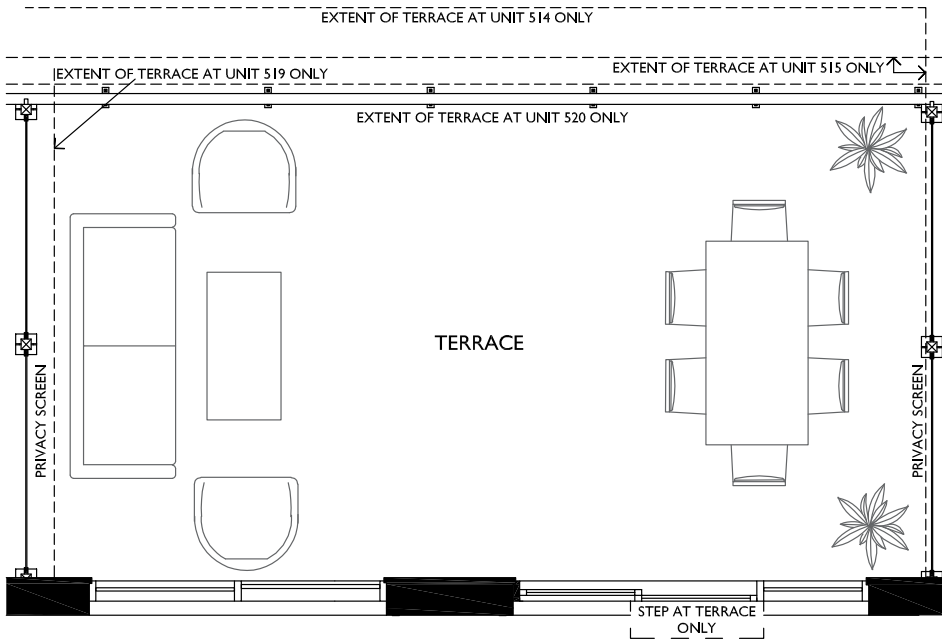 EXTENT OF TERRACE AT UNIT 514 ONLY
EXTENT OF TERRACE AT UNIT 519 ONLY
EXTENT OF TERRACE AT UNIT 515 ONLY
EXTENT OF TERRACE AT UNIT 520 ONLY
TERRACE
PRIVACY SCREEN
PRIVACY SCREEN
STEP AT TERRACE
ONLY